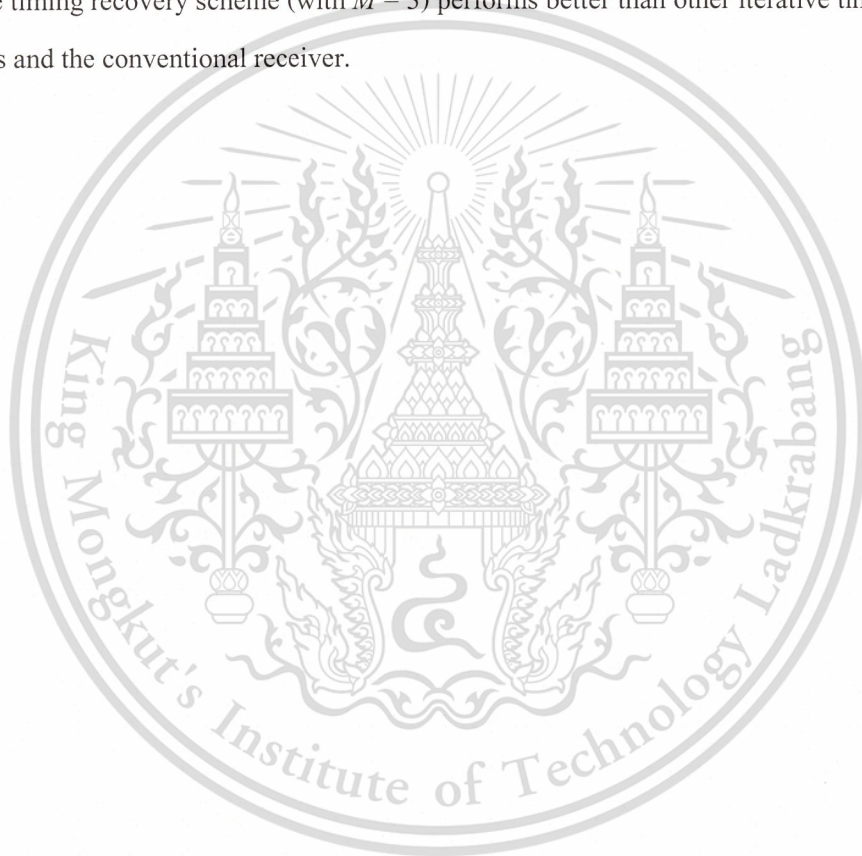 timing recovery scheme (with M = 3) performs better than other iterative
s and the conventional receiver.
King Mongkut's Institute of Technology Ladkrabang